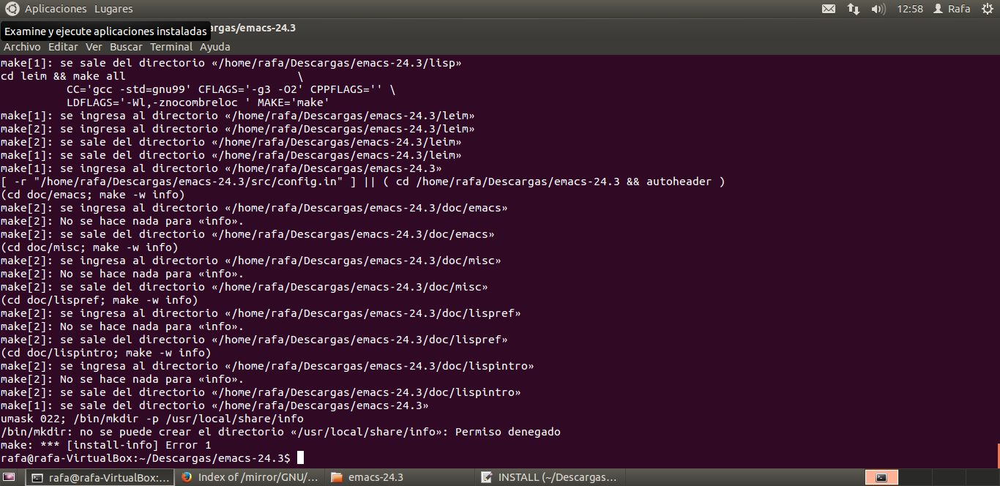 Aplicaciones Lugares 12:58 Rafa
Examine y ejecute aplicaciones instaladas argas/emacs-24.3
Archivo Editar Ver Buscar Terminal Ayuda
make[1]: se sale del directorio «/home/rafa/Descargas/emacs-24.3/lisp»
cd leim && make all \
CC='gcc -std=gnu99' CFLAGS='-g3 -O2' CPPFLAGS='' \
LDFLAGS='-Wl,-znocombreloc ' MAKE='make'
make[1]: se ingresa al directorio «/home/rafa/Descargas/emacs-24.3/leim»
make[2]: se ingresa al directorio «/home/rafa/Descargas/emacs-24.3/leim»
make[2]: se sale del directorio «/home/rafa/Descargas/emacs-24.3/leim»
make[1]: se sale del directorio «/home/rafa/Descargas/emacs-24.3/leim»
make[1]: se ingresa al directorio «/home/rafa/Descargas/emacs-24.3»
[ -r "/home/rafa/Descargas/emacs-24.3/src/config.in" ] || ( cd /home/rafa/Descargas/emacs-24.3 && autoheader )
(cd doc/emacs; make -w info)
make[2]: se ingresa al directorio «/home/rafa/Descargas/emacs-24.3/doc/emacs»
make[2]: No se hace nada para «info».
make[2]: se sale del directorio «/home/rafa/Descargas/emacs-24.3/doc/emacs»
(cd doc/misc; make -w info)
make[2]: se ingresa al directorio «/home/rafa/Descargas/emacs-24.3/doc/misc»
make[2]: No se hace nada para «info».
make[2]: se sale del directorio «/home/rafa/Descargas/emacs-24.3/doc/misc»
(cd doc/lispref; make -w info)
make[2]: se ingresa al directorio «/home/rafa/Descargas/emacs-24.3/doc/lispref»
make[2]: No se hace nada para «info».
make[2]: se sale del directorio «/home/rafa/Descargas/emacs-24.3/doc/lispref»
(cd doc/lispintro; make -w info)
make[2]: se ingresa al directorio «/home/rafa/Descargas/emacs-24.3/doc/lispintro»
make[2]: No se hace nada para «info».
make[2]: se sale del directorio «/home/rafa/Descargas/emacs-24.3/doc/lispintro»
make[1]: se sale del directorio «/home/rafa/Descargas/emacs-24.3»
umask 022; /bin/mkdir -p /usr/local/share/info
/bin/mkdir: no se puede crear el directorio «/usr/local/share/info»: Permiso denegado
make: *** [install-info] Error 1
rafa@rafa-VirtualBox:~/Descargas/emacs-24.3$
rafa@rafa-VirtualBox:... Index of /mirror/GNU/... emacs-24.3 INSTALL (~/Descargas...